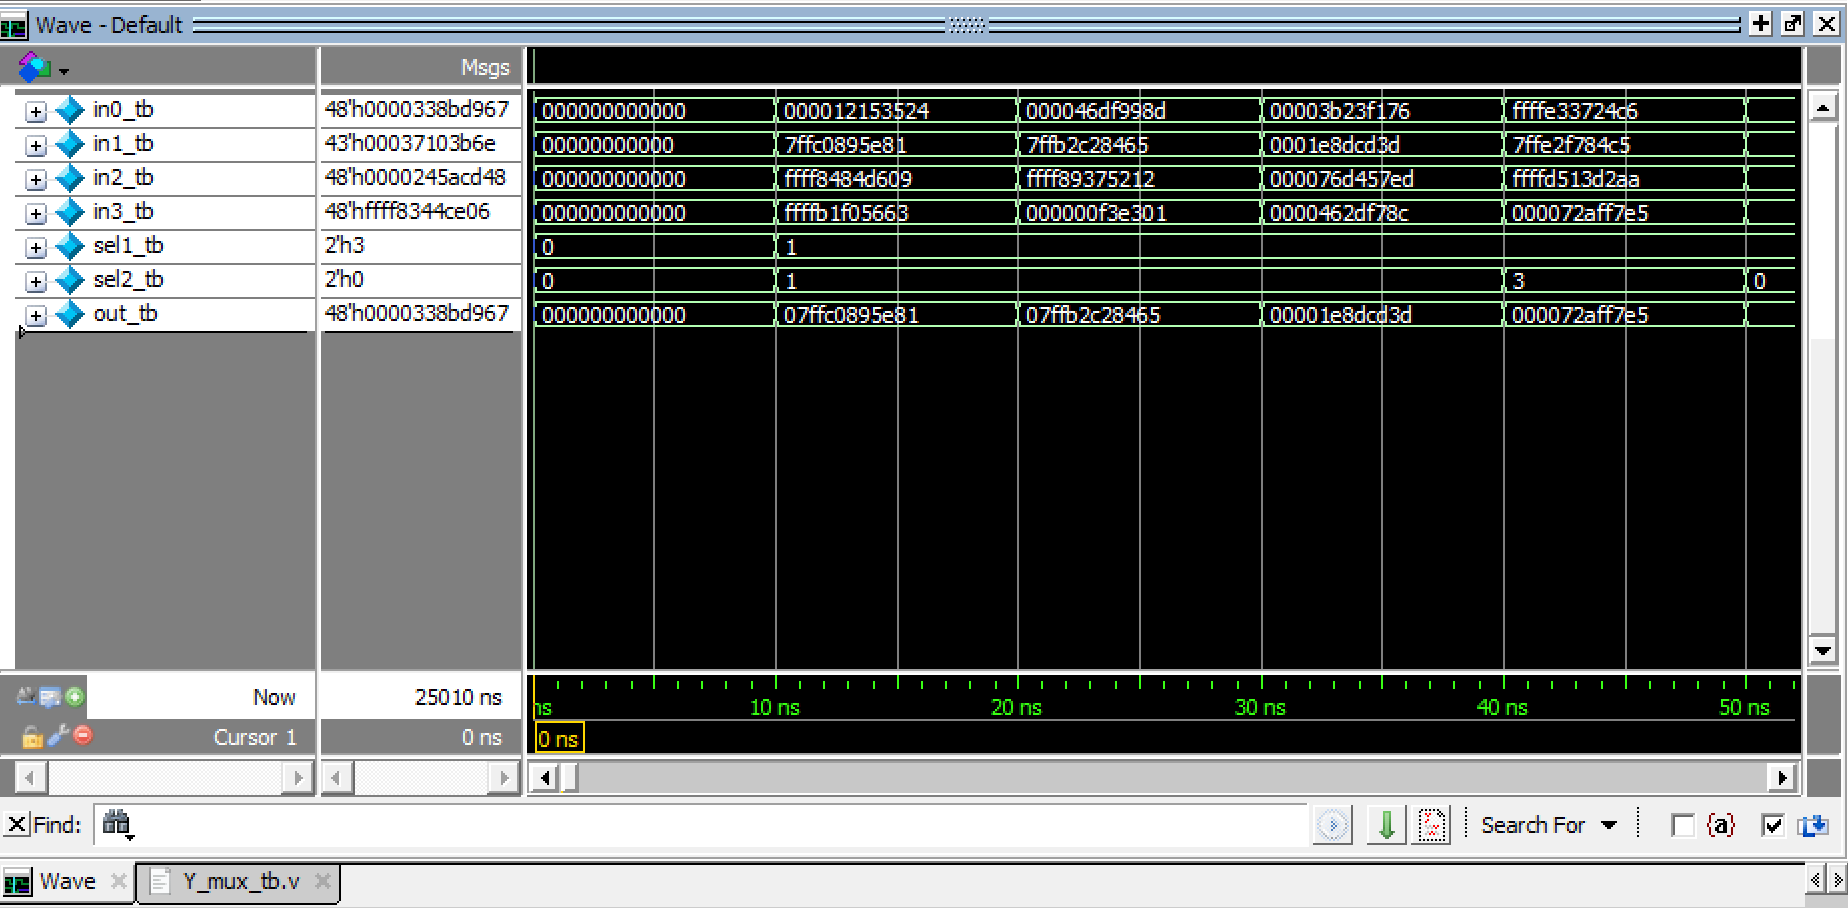 Wave - Default
Msgs
in0_tb 48'h0000338bd967 000000000000 000012153524 000046df998d 00003b23f176 ffffe33724c6
in1_tb 43'h00037103b6e 00000000000 7ffc0895e81 7ffb2c28465 0001e8dcd3d 7ffe2f784c5
in2_tb 48'h0000245acd48 000000000000 ffff8484d609 ffff89375212 000076d457ed ffffd513d2aa
in3_tb 48'hffff8344ce06 000000000000 ffffb1f05663 000000f3e301 0000462df78c 000072aff7e5
sel1_tb 2'h3 0 1
sel2_tb 2'h0 0 1 3 0
out_tb 48'h0000338bd967 000000000000 07ffc0895e81 07ffb2c28465 00001e8dcd3d 000072aff7e5
Now 25010 ns ns 10 ns 20 ns 30 ns 40 ns 50 ns
Cursor 1 0 ns 0 ns
Find: Search For {a}
Wave Y_mux_tb.v